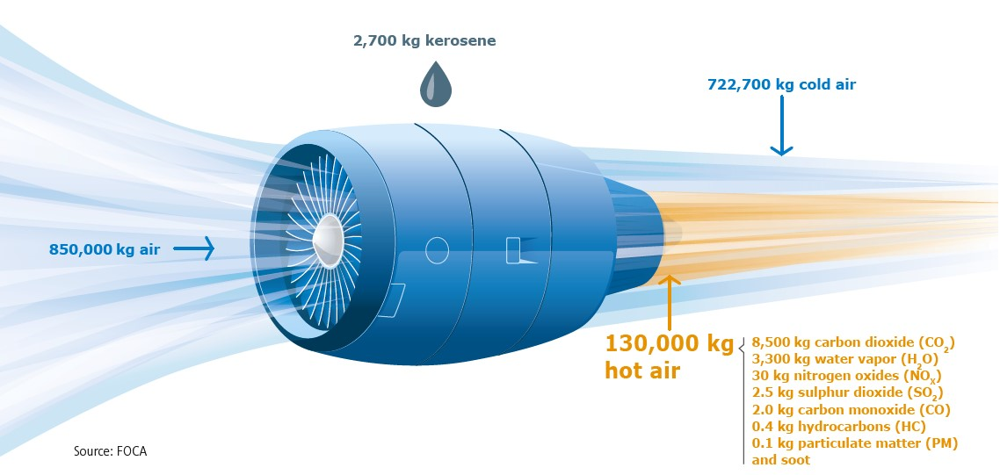 2,700 kg kerosene
722,700 kg cold air
850,000 kg air
130,000 kg
hot air
8,500 kg carbon dioxide (CO₂)
3,300 kg water vapor (H₂O)
30 kg nitrogen oxides (NOₓ)
2.5 kg sulphur dioxide (SO₂)
2.0 kg carbon monoxide (CO)
0.4 kg hydrocarbons (HC)
0.1 kg particulate matter (PM)
and soot
Source: FOCA